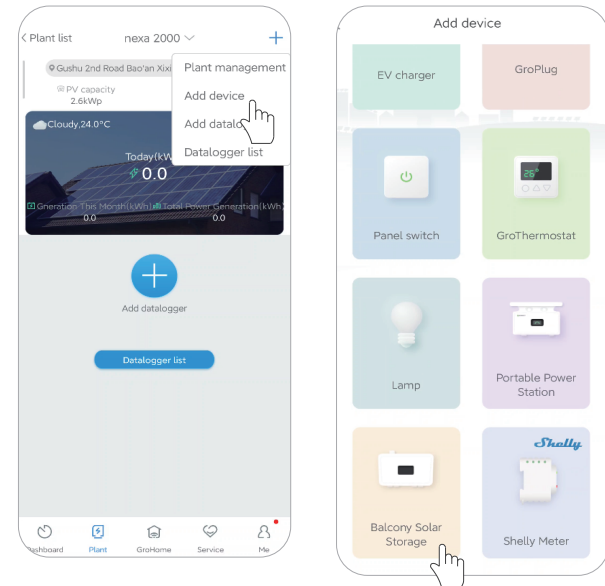 Plant list
nexa 2000
Gushu 2nd Road Bao'an Xixi
PV capacity
2.6kWp
Plant management
Add device
Add datalo
Datalogger list
Cloudy,24.0°C
Today(kW
0.0
Gneration This Month(kWh)
Total Power Generation(kWh)
0.0
0.0
Add datalogger
Datalogger list
Dashboard
Plant
GroHome
Service
Me
Add device
EV charger
GroPlug
26°
Panel switch
GroThermostat
Lamp
Portable Power
Station
Shelly
Balcony Solar
Storage
Shelly Meter